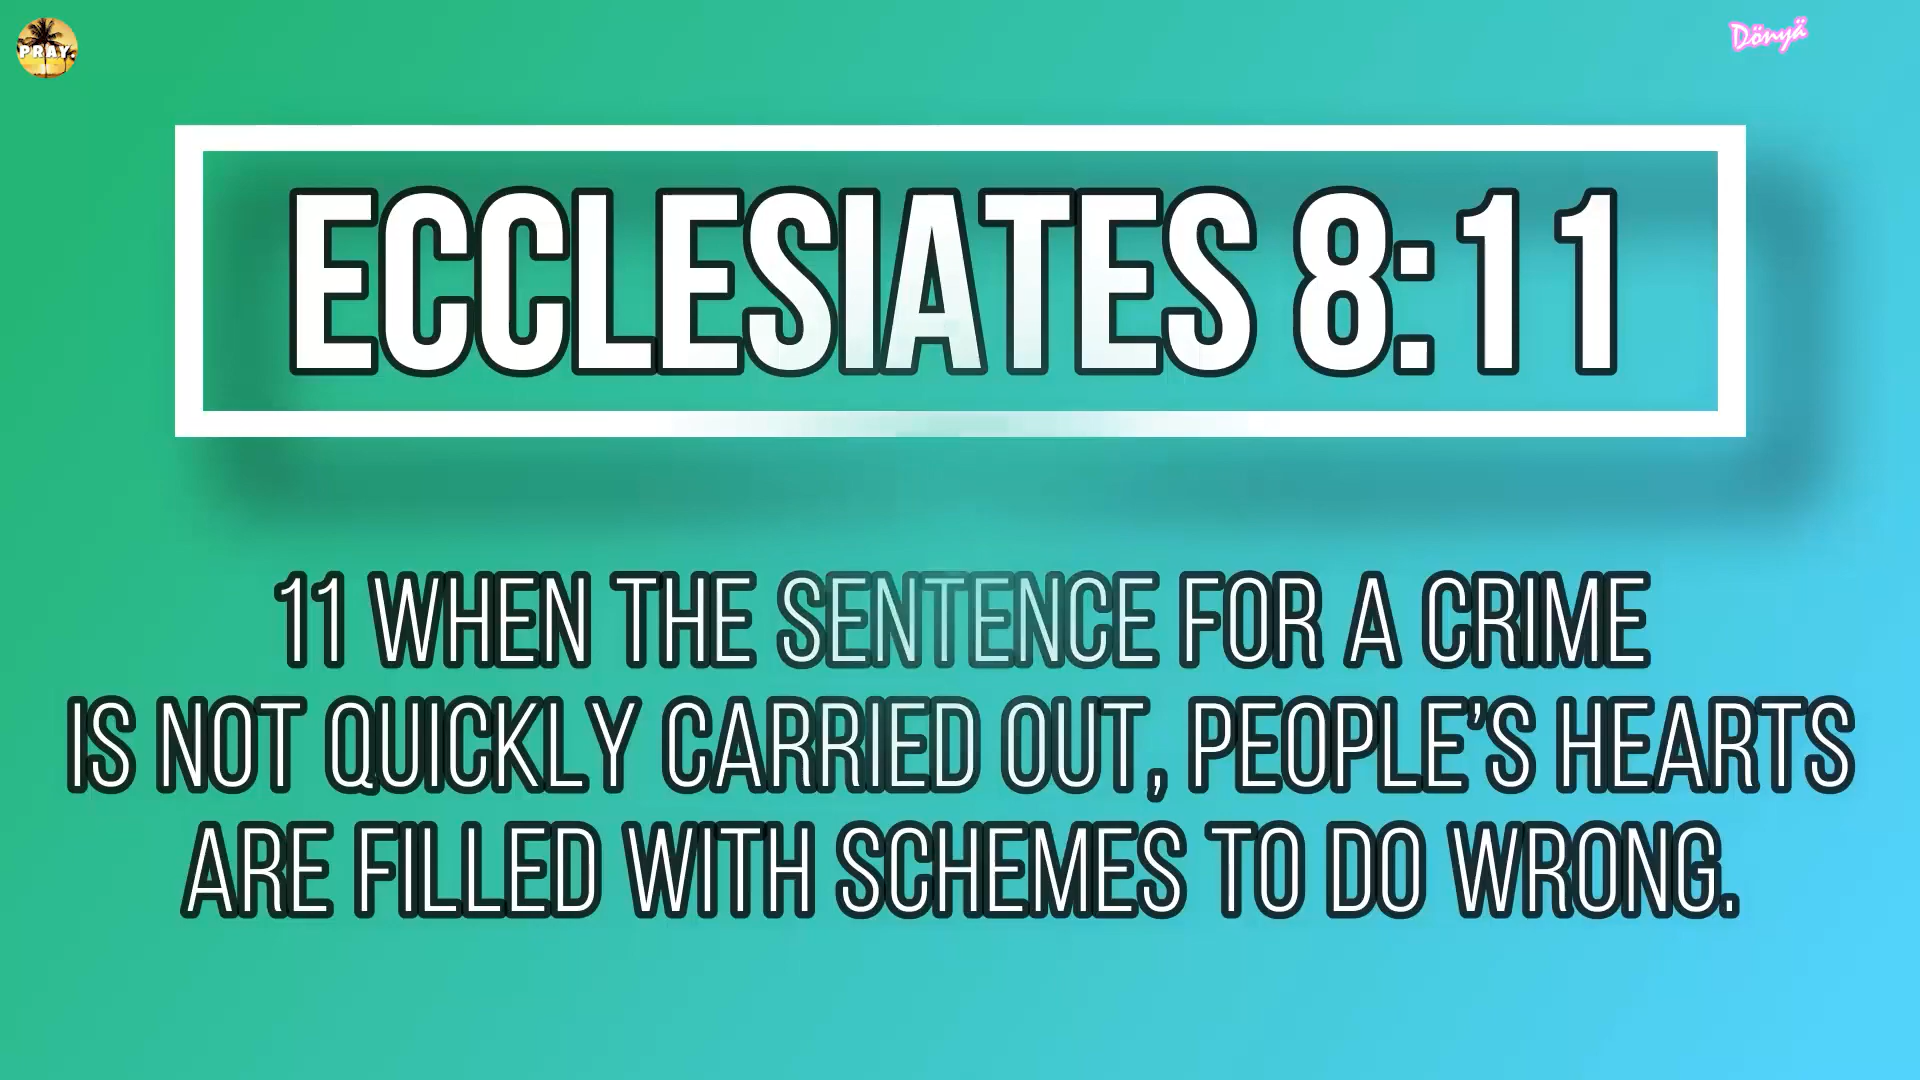 PRAY.
Dönyä
ECCLESIATES 8:11
11 WHEN THE SENTENCE FOR A CRIME
IS NOT QUICKLY CARRIED OUT, PEOPLE’S HEARTS
ARE FILLED WITH SCHEMES TO DO WRONG.